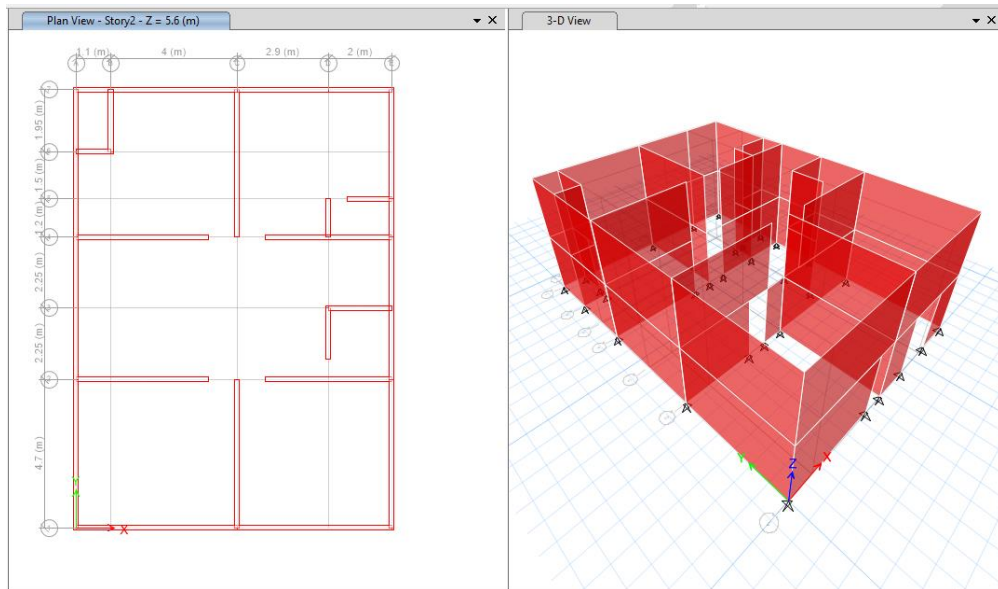 Plan View - Story2 - Z = 5.6 (m)
3-D View
1.1 (m)
4 (m)
2.9 (m)
2 (m)
A
B
C
D
E
1.95 (m)
1.5 (m)
1.2 (m)
2.25 (m)
2.25 (m)
4.7 (m)
Y
X
Z
Y
X